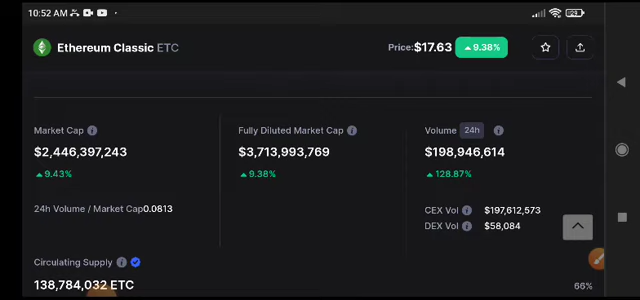 10:52 AM
Ethereum Classic ETC
Price:$17.63 9.38%
Market Cap
$2,446,397,243
9.43%
24h Volume / Market Cap0.0813
Fully Diluted Market Cap
$3,713,993,769
9.38%
Volume 24h
$198,946,614
128.87%
CEX Vol $197,612,573
DEX Vol $58,084
Circulating Supply
138,784,032 ETC
66%